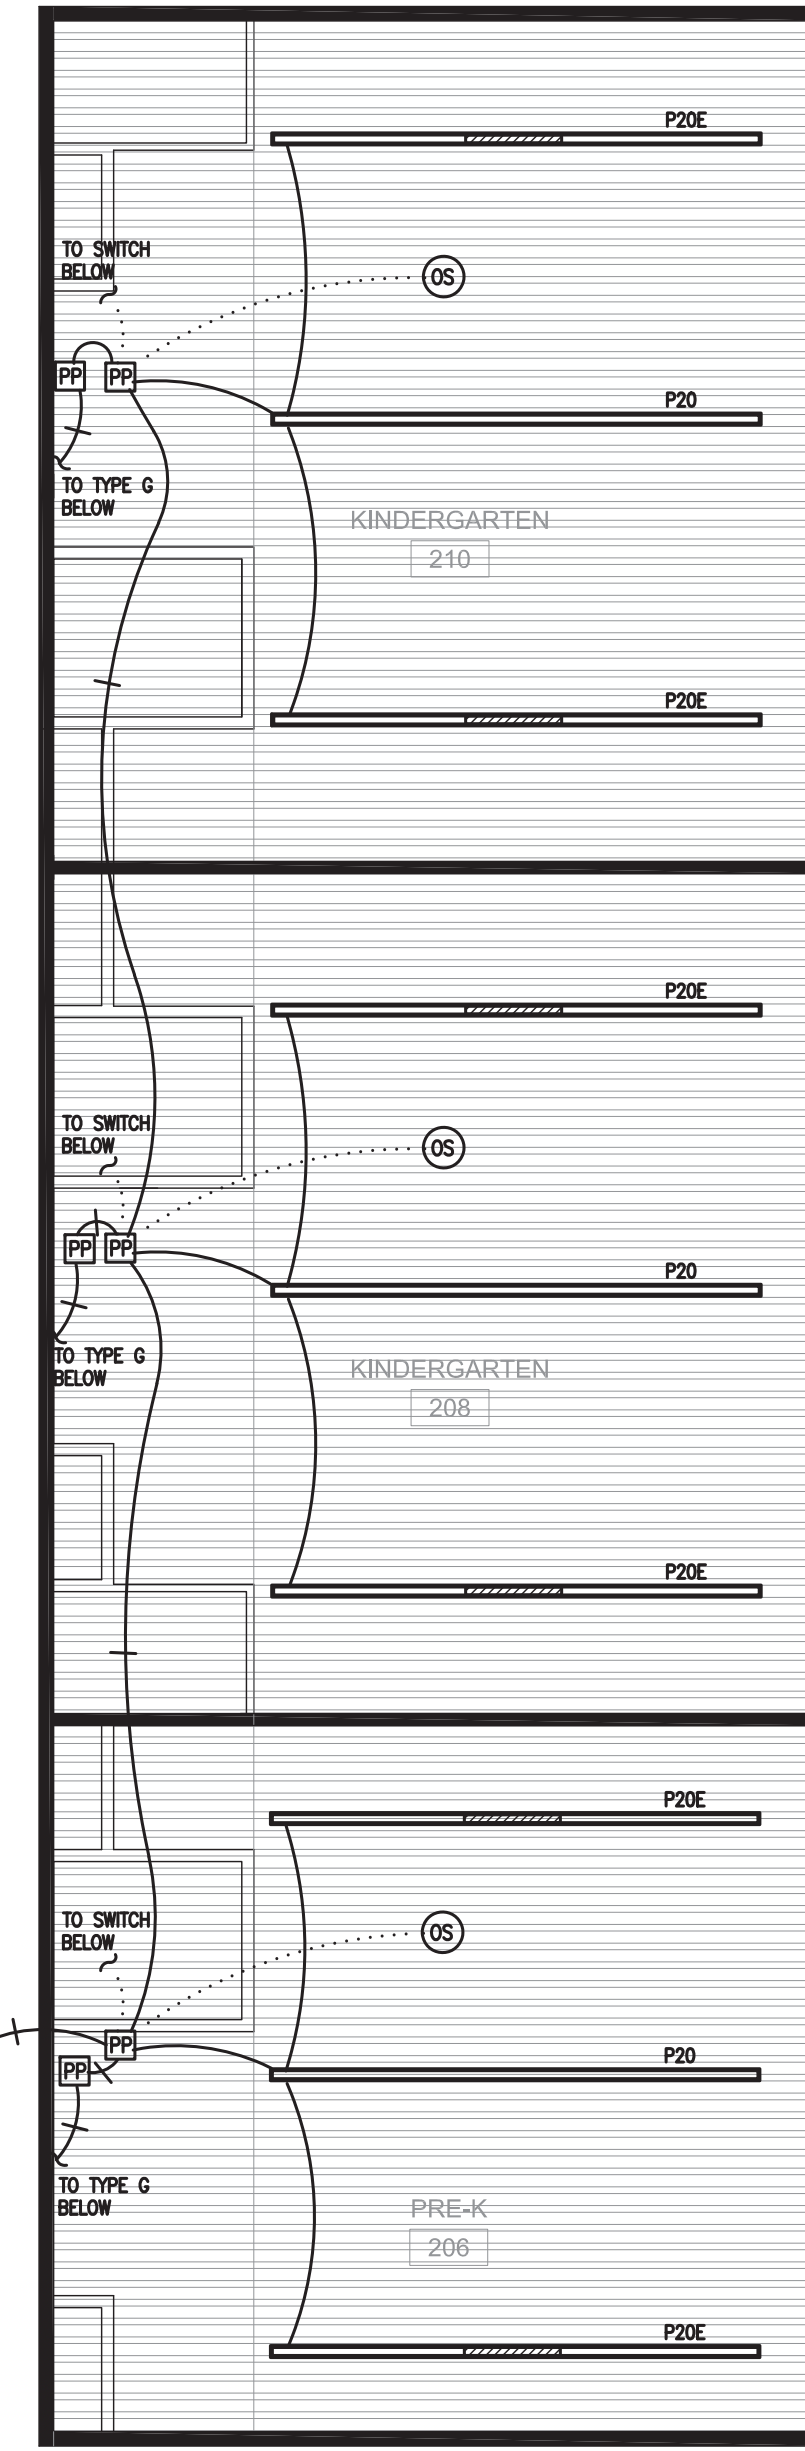 P20E
TO SWITCH
BELOW
OS
PP PP
P20
TO TYPE G
BELOW
KINDERGARTEN
210
P20E
P20E
TO SWITCH
BELOW
OS
PP PP
P20
TO TYPE G
BELOW
KINDERGARTEN
208
P20E
P20E
TO SWITCH
BELOW
OS
PP
PP
P20
TO TYPE G
BELOW
PRE-K
206
P20E